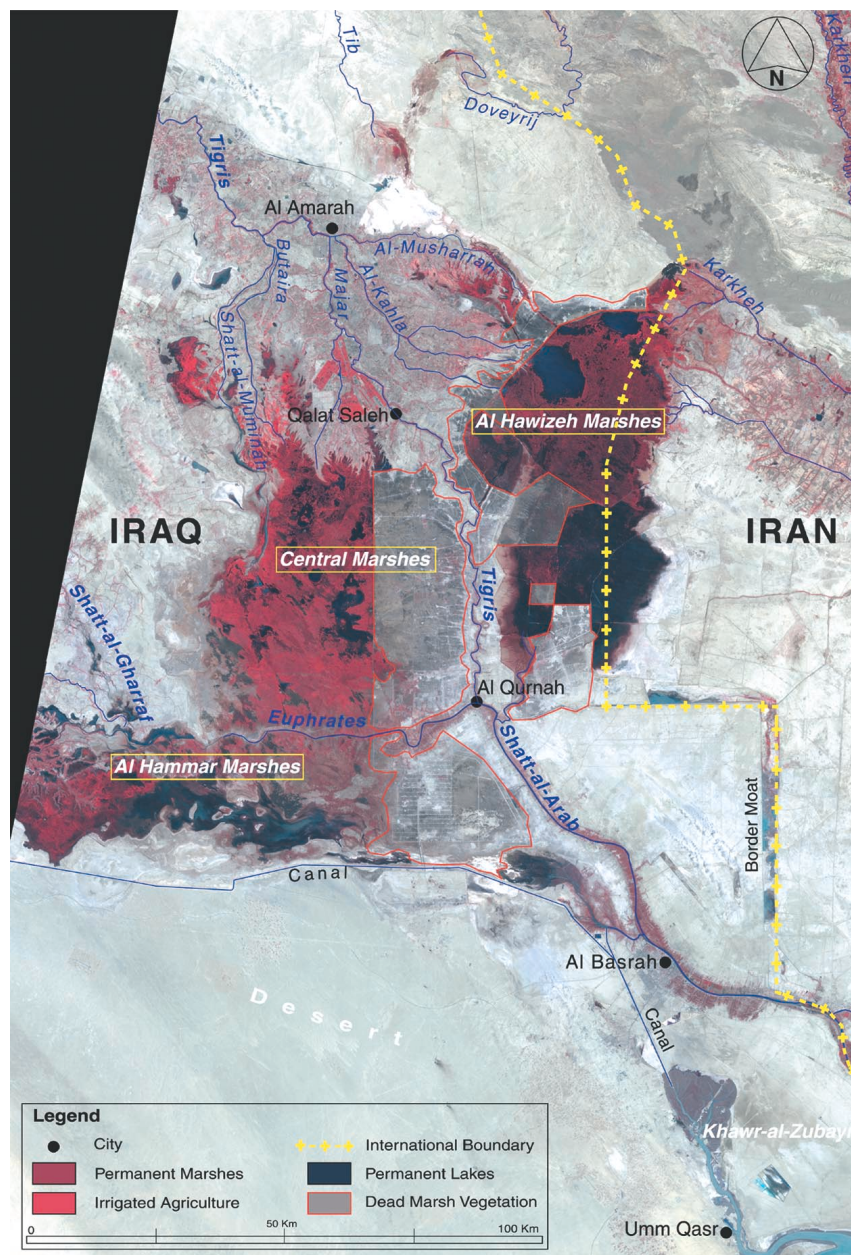 Tib
Karkheh
N
Doveyrij
Tigris
Al Amarah
Butaira
Majar
Al-Musharrah
Al-Kahla
Karkheh
Shatt-al-Muminah
Qalat Saleh
Al Hawizeh Marshes
IRAQ
IRAN
Central Marshes
Tigris
Shatt-al-Gharraf
Al Qurnah
Euphrates
Al Hammar Marshes
Shatt-al-Arab
Border Moat
Canal
Al Basrah
Desert
Canal
Legend
City
International Boundary
Permanent Marshes
Permanent Lakes
Irrigated Agriculture
Dead Marsh Vegetation
0
50 Km
100 Km
Umm Qasr